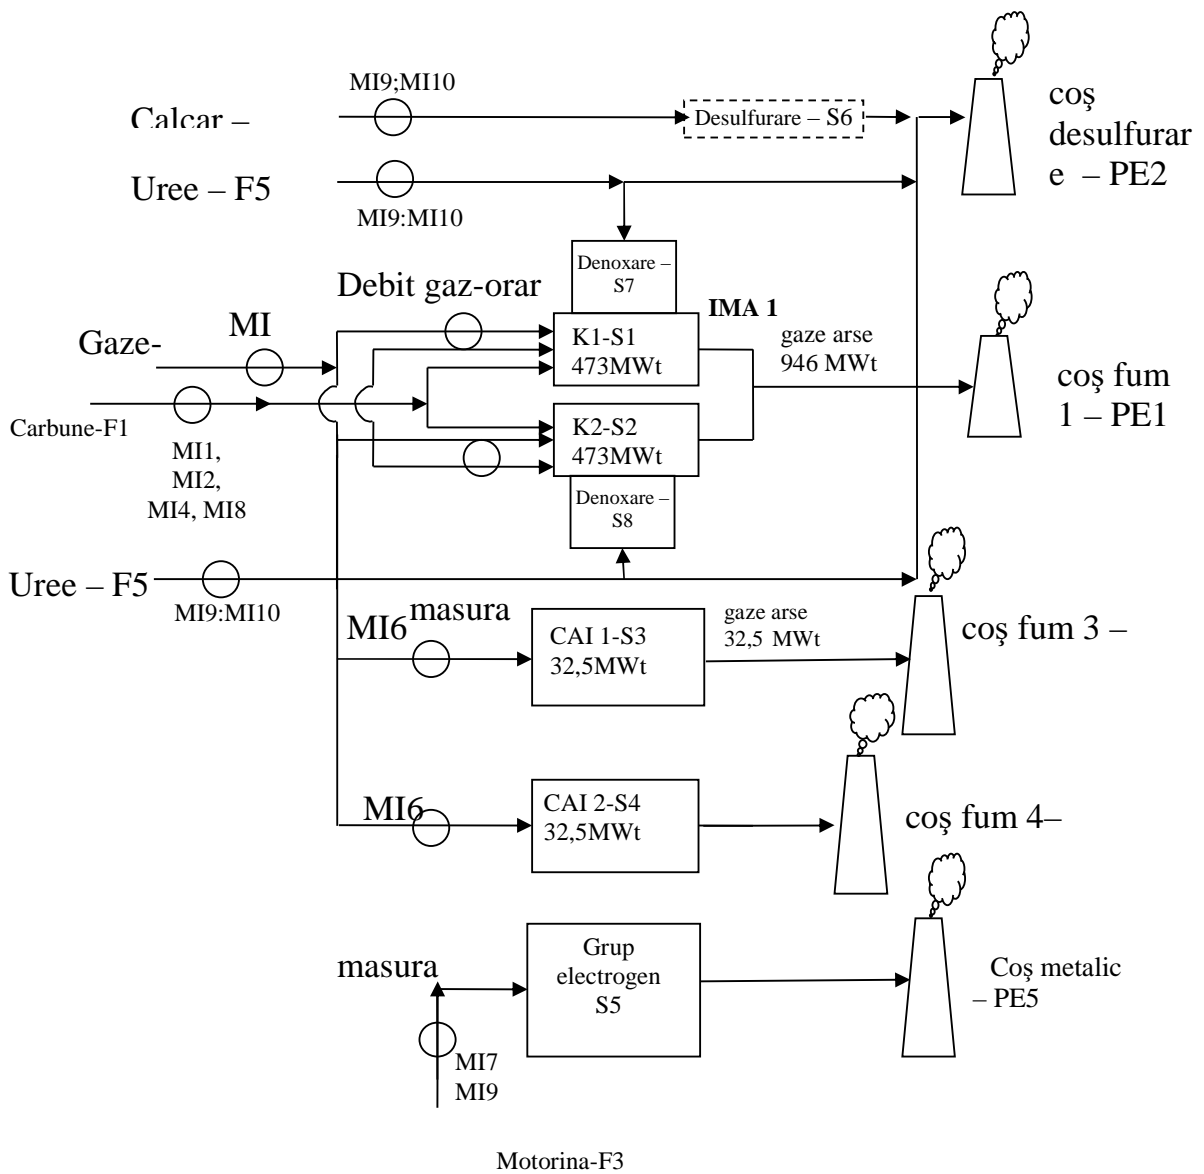 MI9;MI10
Calcar –
Desulfurare – S6
coş
desulfurar
e – PE2
Uree – F5
MI9:MI10
Denoxare –
S7
Debit gaz-orar
IMA 1
MI
Gaze-
K1-S1
473MWt
gaze arse
946 MWt
coş fum
1 – PE1
Carbune-F1
MI1,
MI2,
MI4, MI8
K2-S2
473MWt
Denoxare –
S8
Uree – F5
MI9:MI10
masura
MI6
CAI 1-S3
32,5MWt
gaze arse
32,5 MWt
coş fum 3 –
MI6
CAI 2-S4
32,5MWt
coş fum 4–
masura
Grup
electrogen
S5
Coş metalic
– PE5
MI7
MI9
Motorina-F3